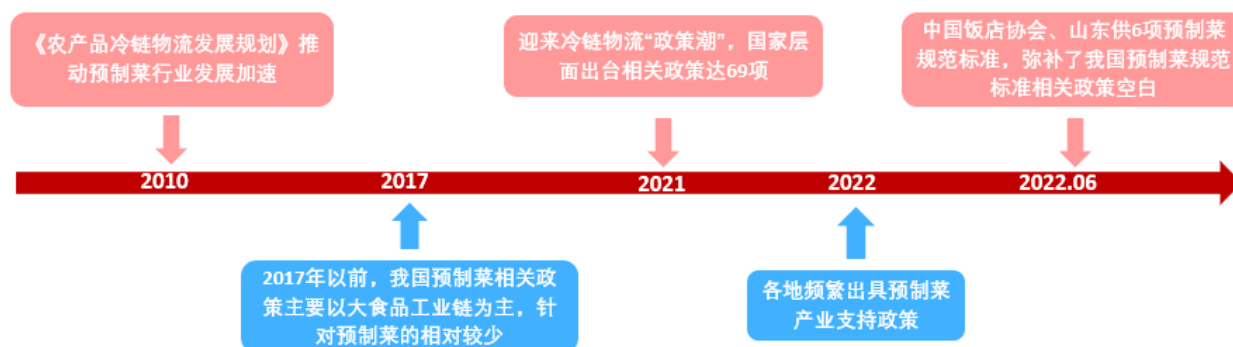 《农产品冷链物流发展规划》推
动预制菜行业发展加速
迎来冷链物流“政策潮”，国家层
面出台相关政策达69项
中国饭店协会、山东供6项预制菜
规范标准，弥补了我国预制菜规范
标准相关政策空白
2010
2017
2021
2022
2022.06
2017年以前，我国预制菜相关政
策主要以大食品工业链为主，针
对预制菜的相对较少
各地频繁出具预制菜
产业支持政策